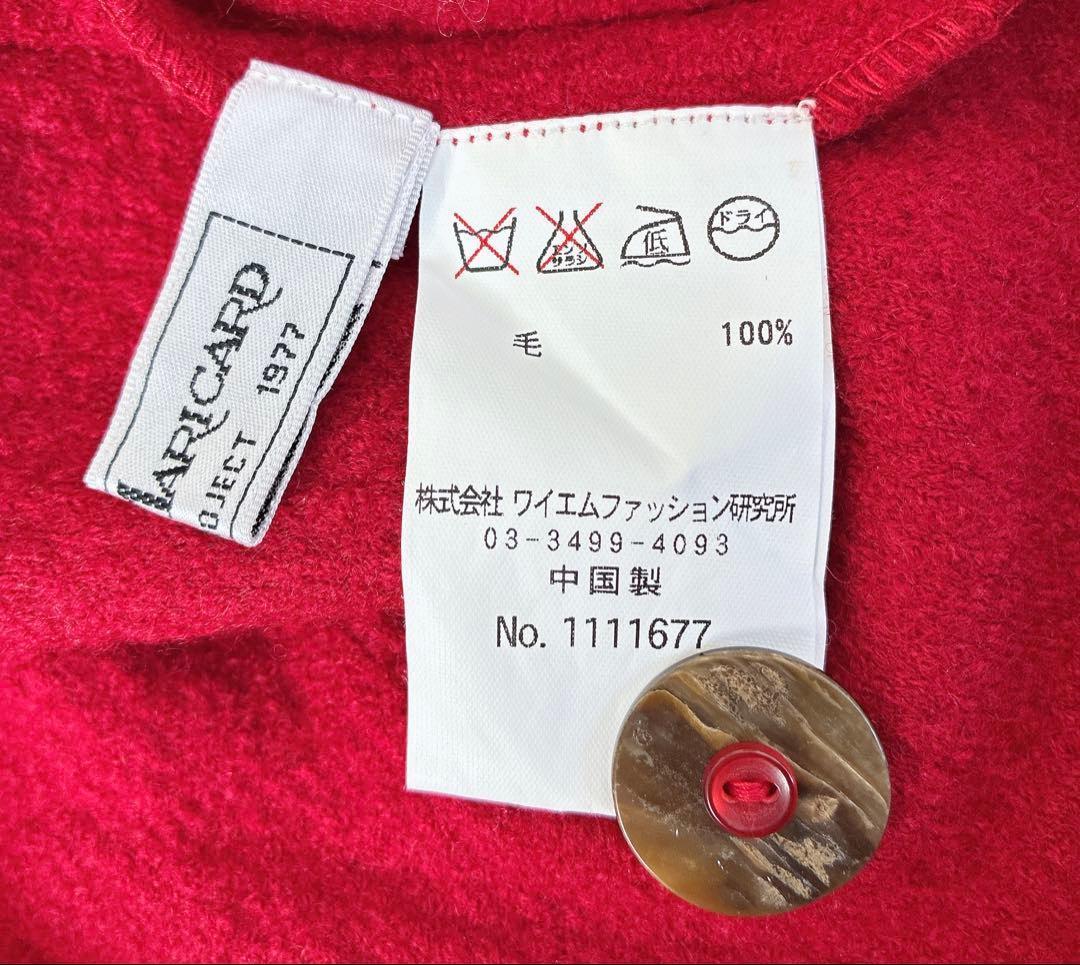 ARICARD
OJECT 1977
エンソ
サラシ
低
ドライ
毛 100%
株式会社 ワイエムファッション研究所
03-3499-4093
中国製
No. 1111677